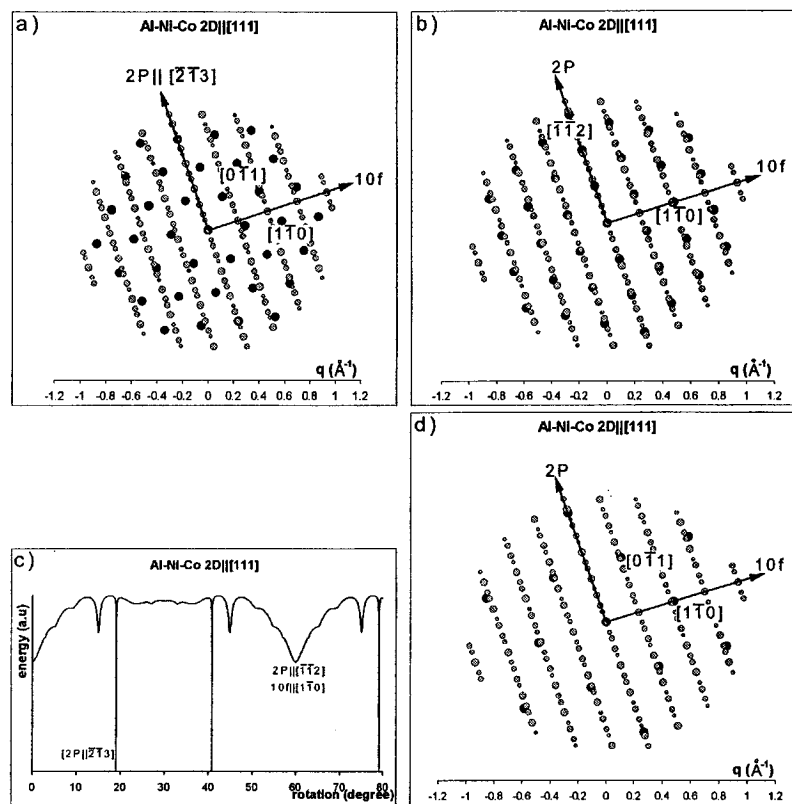 a)
Al-Ni-Co 2D||[111]
2P|| [2̅1̅3]
10f
[01̅1]
[11̅0]
q (Å⁻¹)
-1.2 -1 -0.8 -0.6 -0.4 -0.2 0 0.2 0.4 0.6 0.8 1 1.2
b)
Al-Ni-Co 2D||[111]
2P
[1̅1̅2]
10f
[11̅0]
q (Å⁻¹)
-1.2 -1 -0.8 -0.6 -0.4 -0.2 0 0.2 0.4 0.6 0.8 1 1.2
c)
Al-Ni-Co 2D||[111]
energy (a.u)
2P||[1̅1̅2]
10f||[11̅0]
[2P||2̅1̅3]
0 10 20 30 40 50 60 70 80
rotation (degree)
d)
Al-Ni-Co 2D||[111]
2P
[01̅1]
10f
[11̅0]
q (Å⁻¹)
-1.2 -1 -0.8 -0.6 -0.4 -0.2 0 0.2 0.4 0.6 0.8 1 1.2